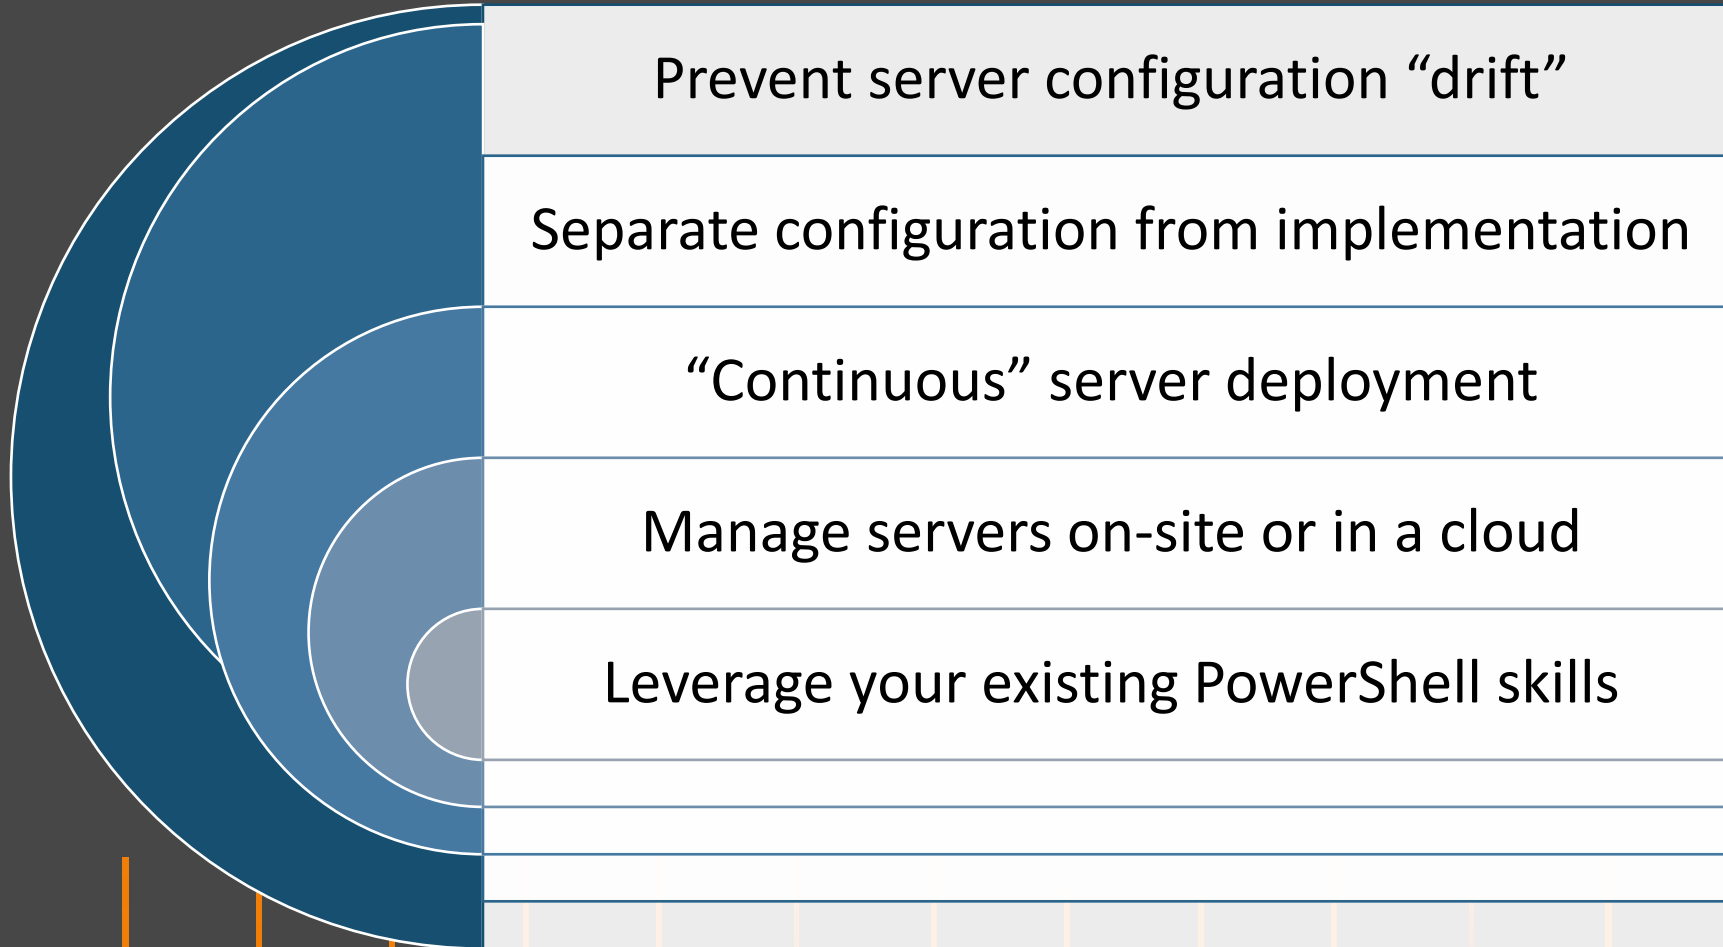 Prevent server configuration “drift”
Separate configuration from implementation
“Continuous” server deployment
Manage servers on-site or in a cloud
Leverage your existing PowerShell skills